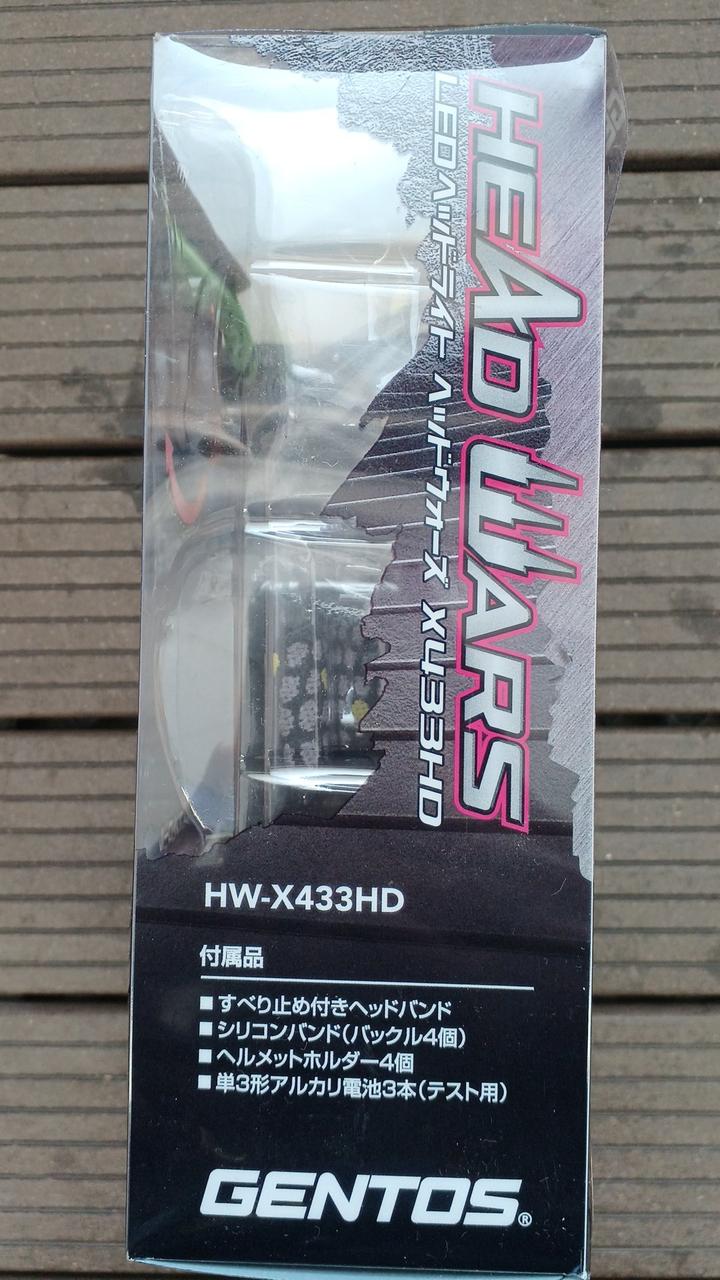 HEAD WARS
LEDヘッドライト ヘッドウォーズ X433HD
HW-X433HD
付属品
■すべり止め付きヘッドバンド
■シリコンバンド(バックル4個)
■ヘルメットホルダー4個
■単3形アルカリ電池3本(テスト用)
GENTOS®